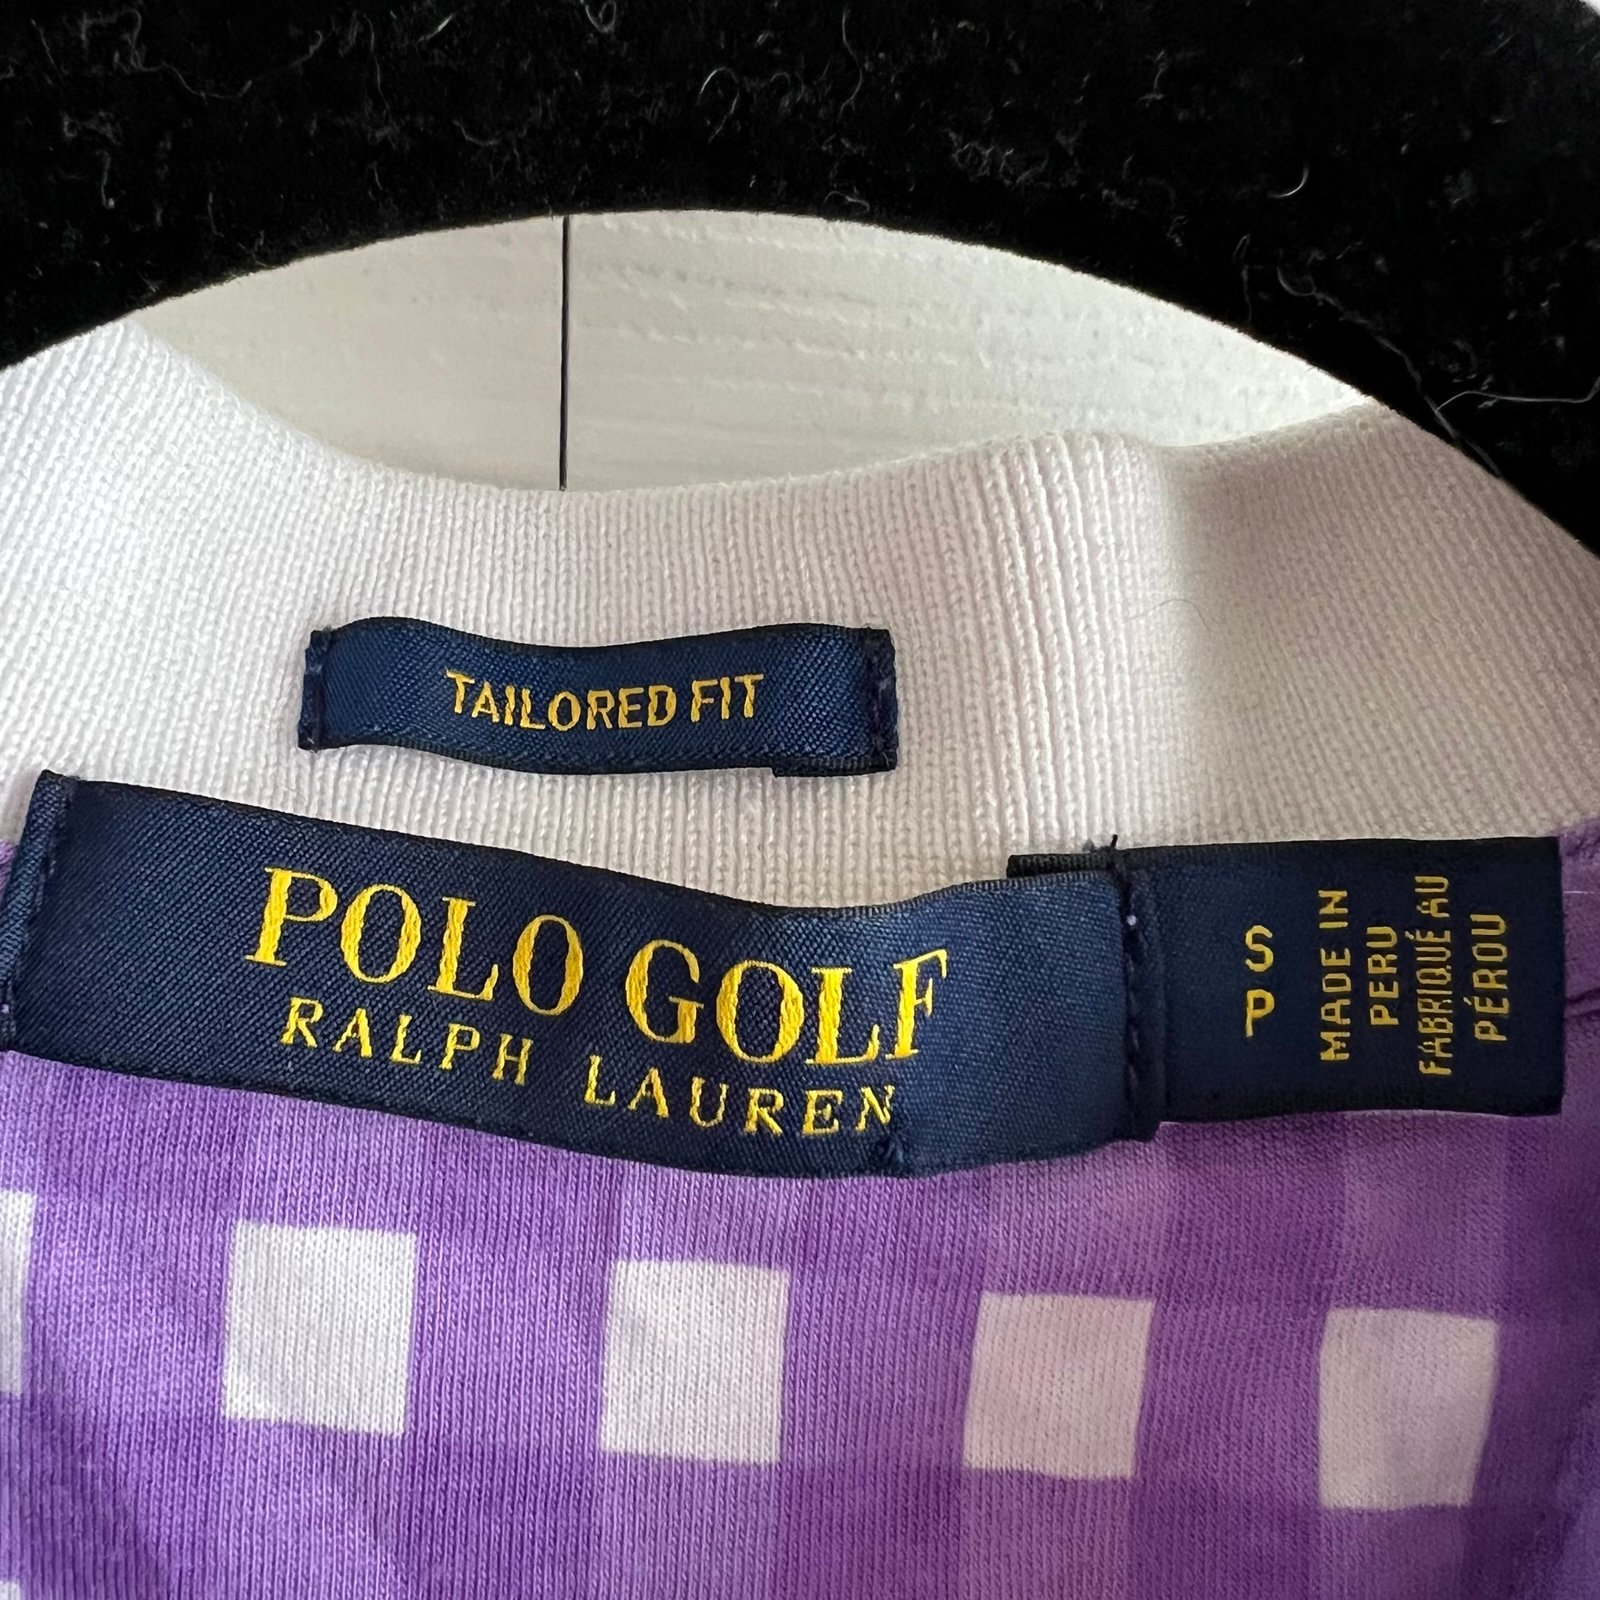 TAILORED FIT
POLO GOLF
RALPH LAUREN
S
P
MADE IN
PERU
FABRIQUÉ AU
PÉROU